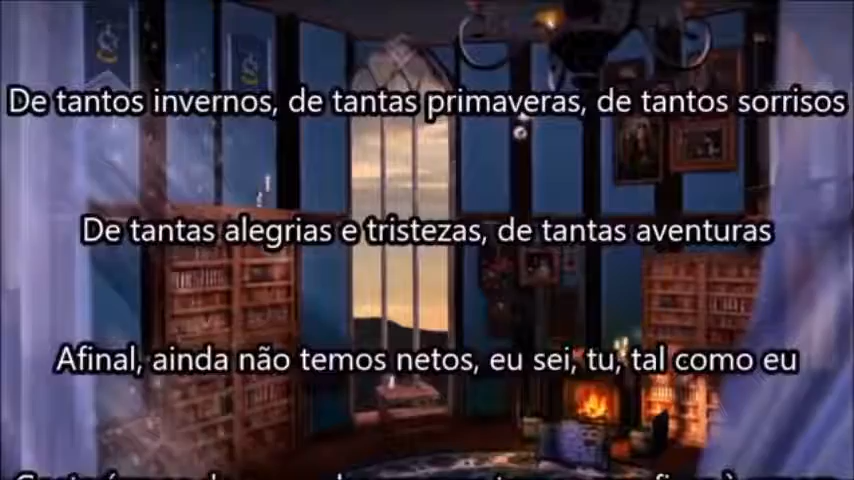 De tantos invernos, de tantas primaveras, de tantos sorrisos
De tantas alegrias e tristezas, de tantas aventuras
Afinal, ainda não temos netos, eu sei, tu, tal como eu